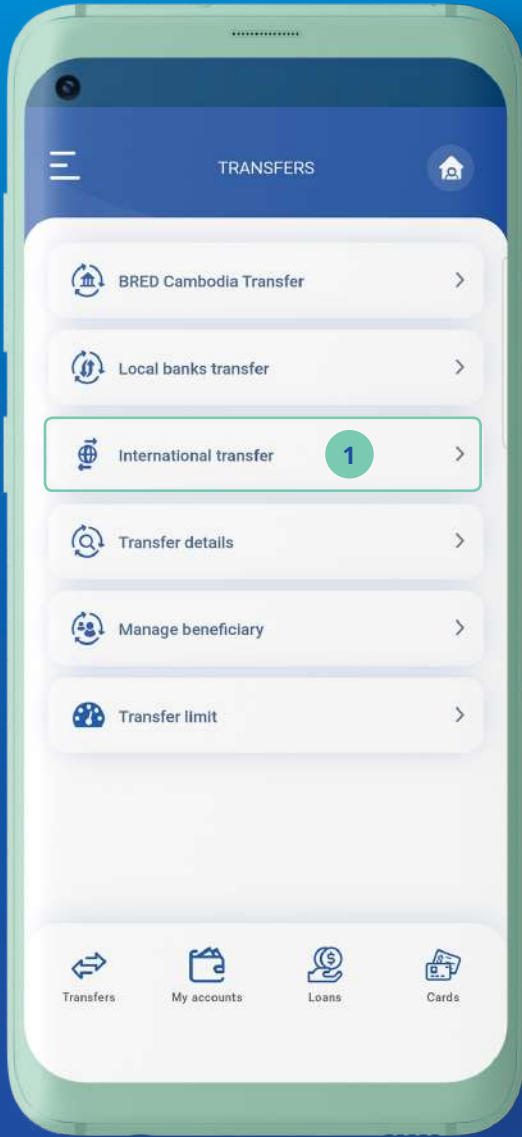 TRANSFERS
BRED Cambodia Transfer
Local banks transfer
International transfer 1
Transfer details
Manage beneficiary
Transfer limit
Transfers My accounts Loans Cards